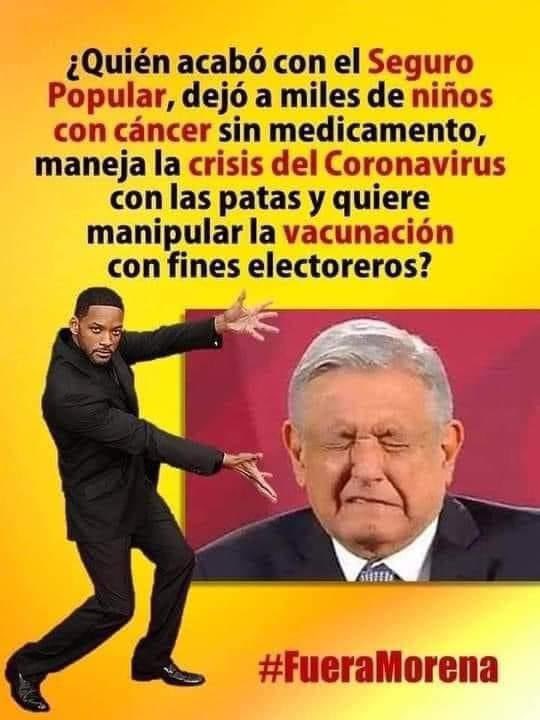 ¿Quién acabó con el Seguro
Popular, dejó a miles de niños
con cáncer sin medicamento,
maneja la crisis del Coronavirus
con las patas y quiere
manipular la vacunación
con fines electoreros?
#FueraMorena